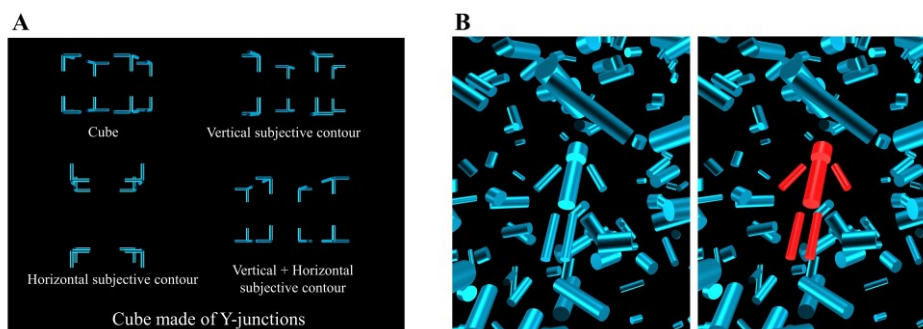 A
B
Cube
Vertical subjective contour
Horizontal subjective contour
Vertical + Horizontal
subjective contour
Cube made of Y-junctions